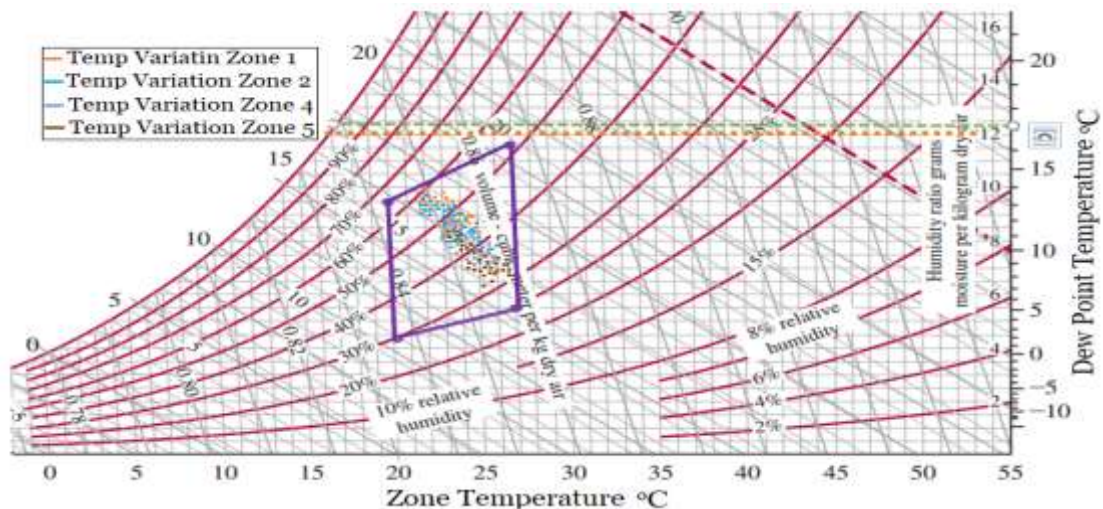 Temp Variatin Zone 1
Temp Variation Zone 2
Temp Variation Zone 4
Temp Variation Zone 5
20
15
10
5
0
90%
80%
70%
60%
50%
40%
30%
20%
10% relative
humidity
15%
8% relative
humidity
6%
4%
2%
15
10
5
0.78
0.80
0.82
0.84
0.88
volume
per kg dry air
16
14
12
10
8
6
4
2
Humidity ratio grams
moisture per kilogram dry air
20
15
10
5
0
−5
−10
Dew Point Temperature °C
0 5 10 15 20 25 30 35 40 45 50 55
Zone Temperature °C